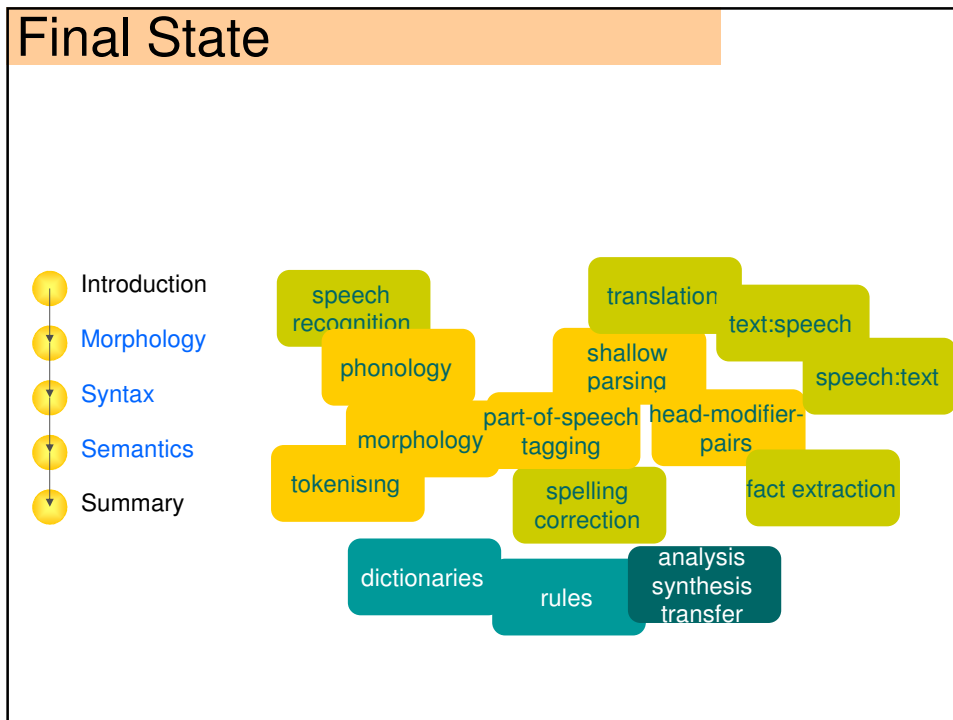 Final State
Introduction
Morphology
Syntax
Semantics
Summary
speech
recognition
translation
text:speech
phonology
shallow
parsing
speech:text
morphology
part-of-speech
tagging
head-modifier-
pairs
tokenising
spelling
correction
fact extraction
dictionaries
rules
analysis
synthesis
transfer